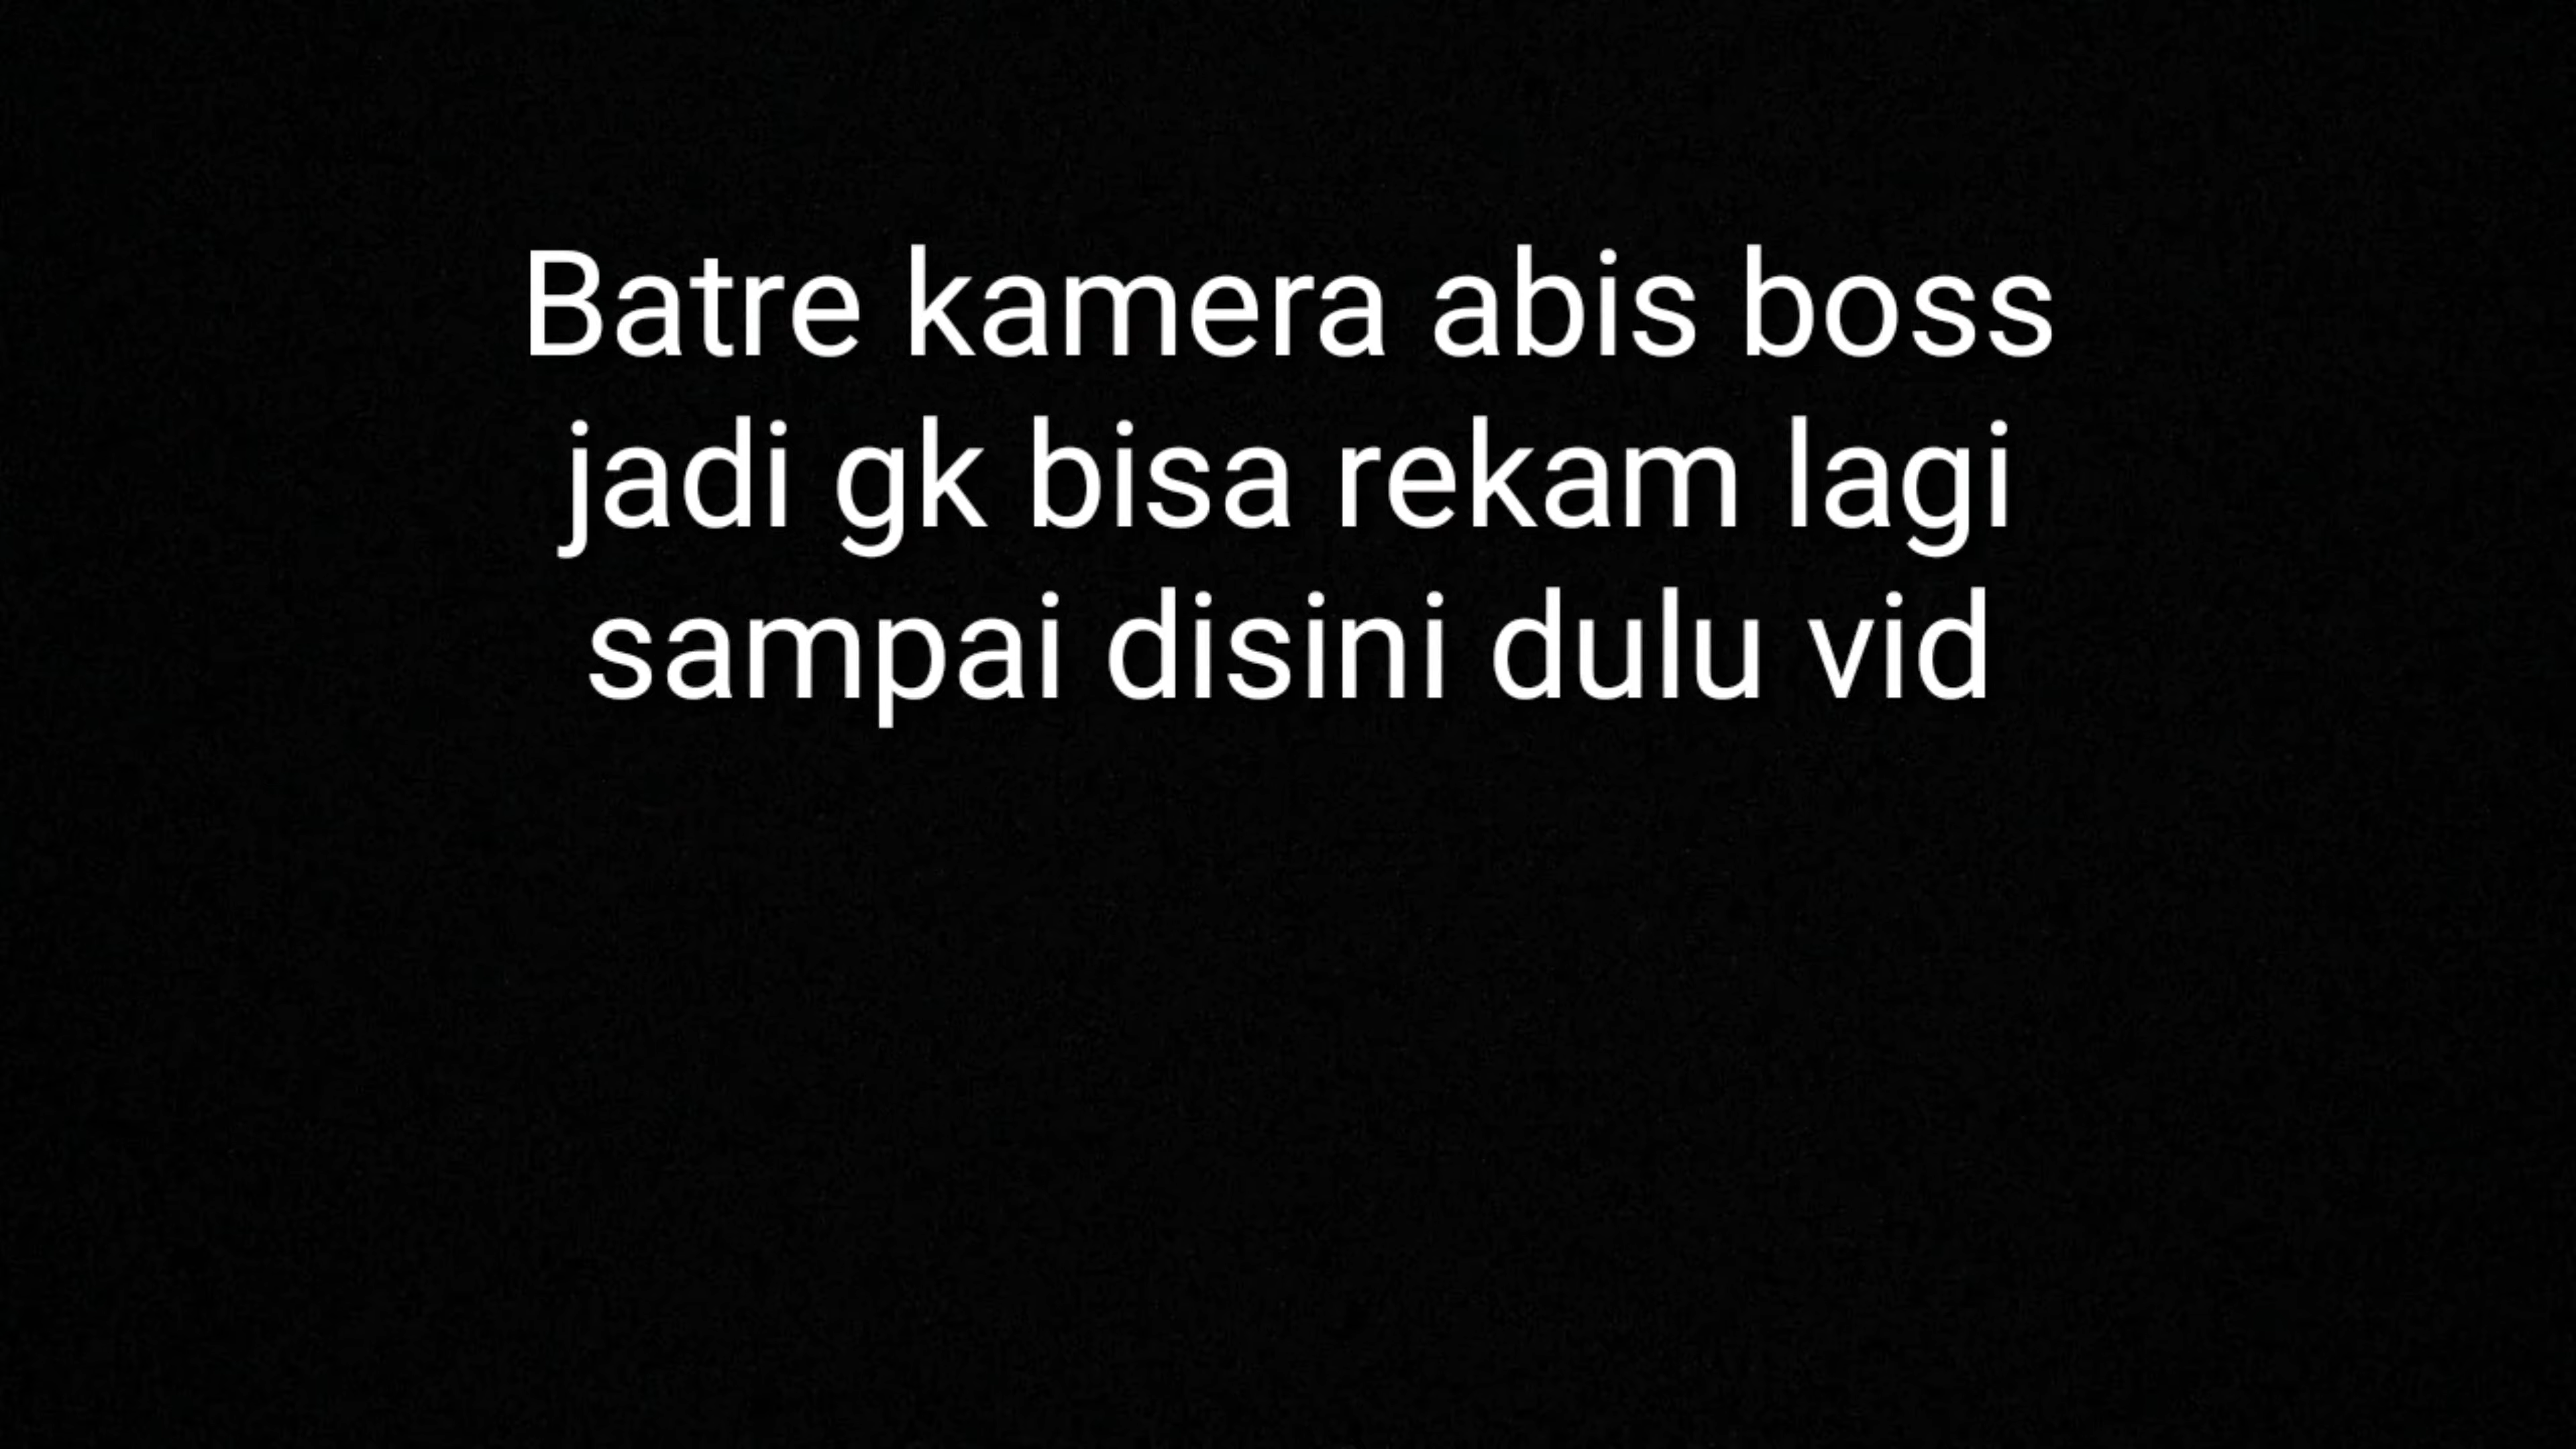 Batre kamera abis boss
jadi gk bisa rekam lagi
sampai disini dulu vid